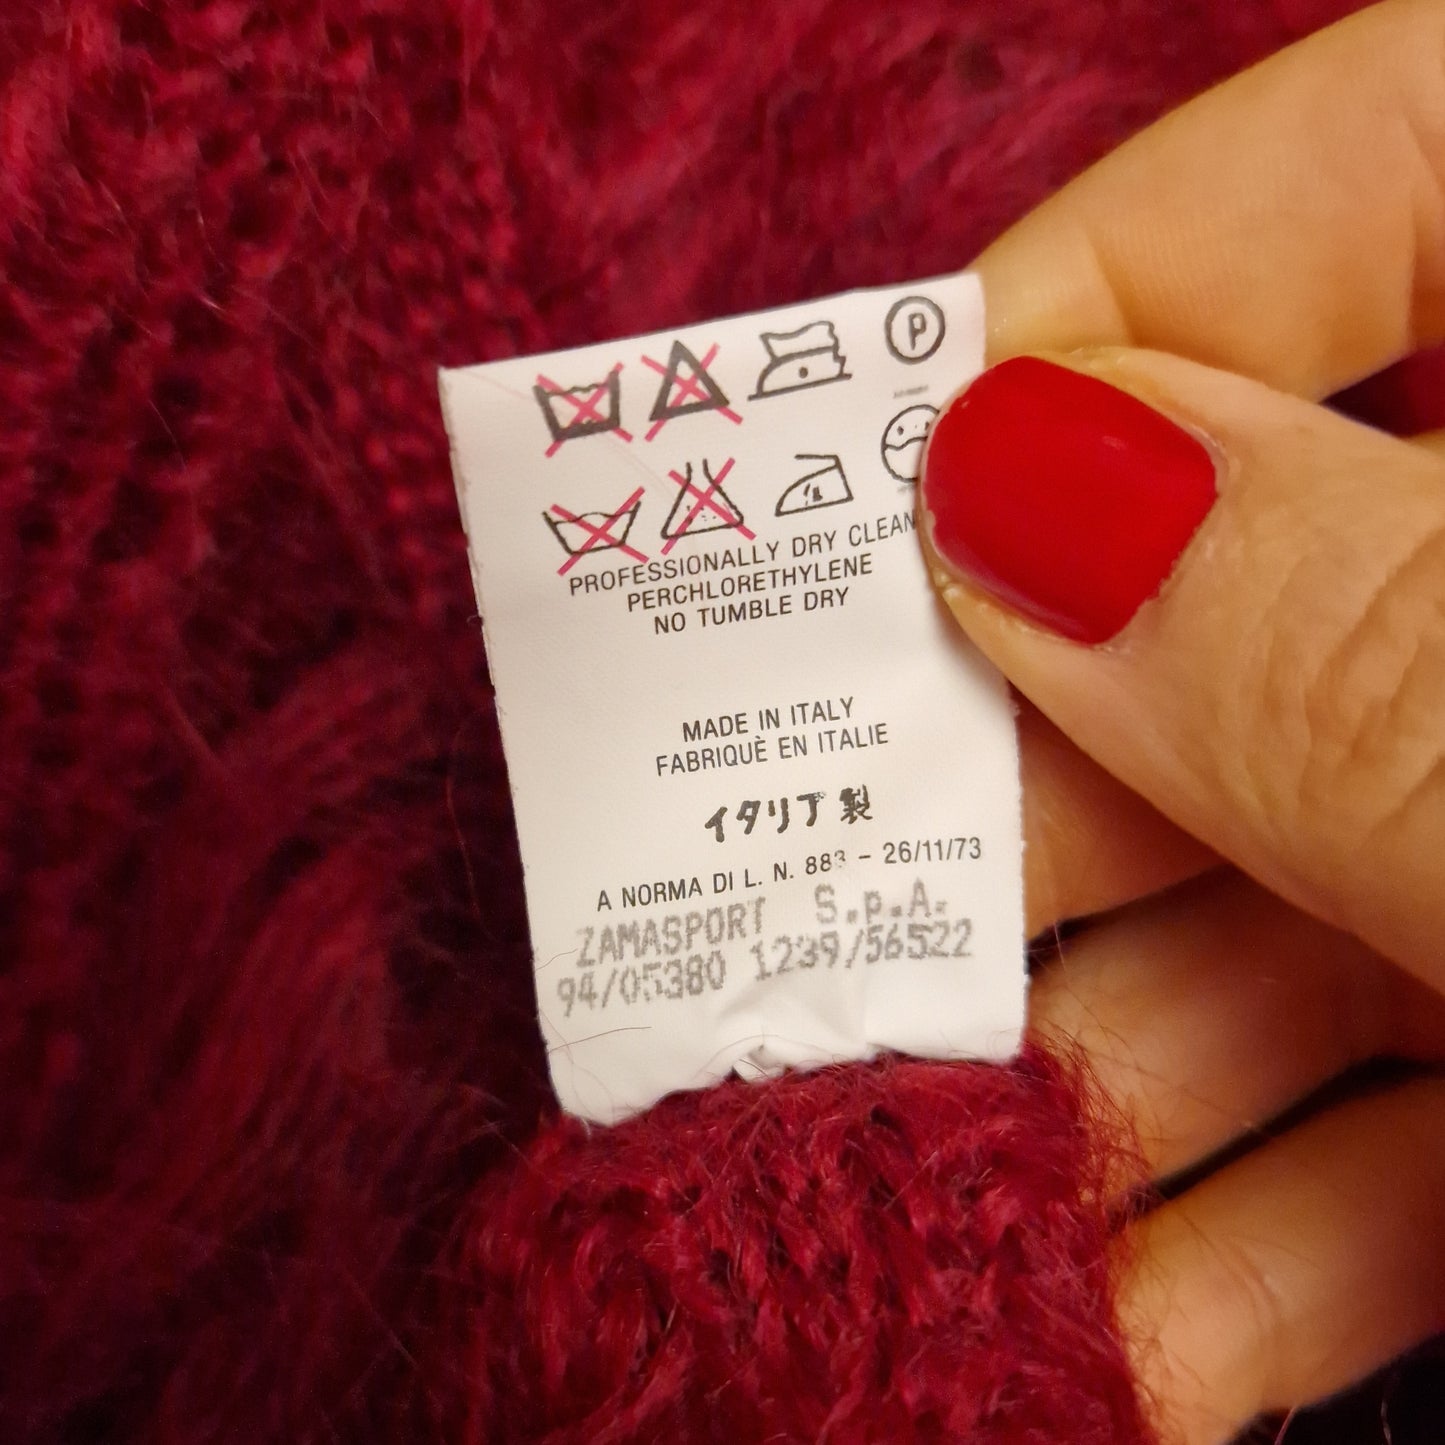 P
PROFESSIONALLY DRY CLEAN
PERCHLORETHYLENE
NO TUMBLE DRY
MADE IN ITALY
FABRIQUÈ EN ITALIE
イタリア製
A NORMA DI L. N. 883 - 26/11/73
ZAMASPORT S.p.A.
94/05380 1239/56522